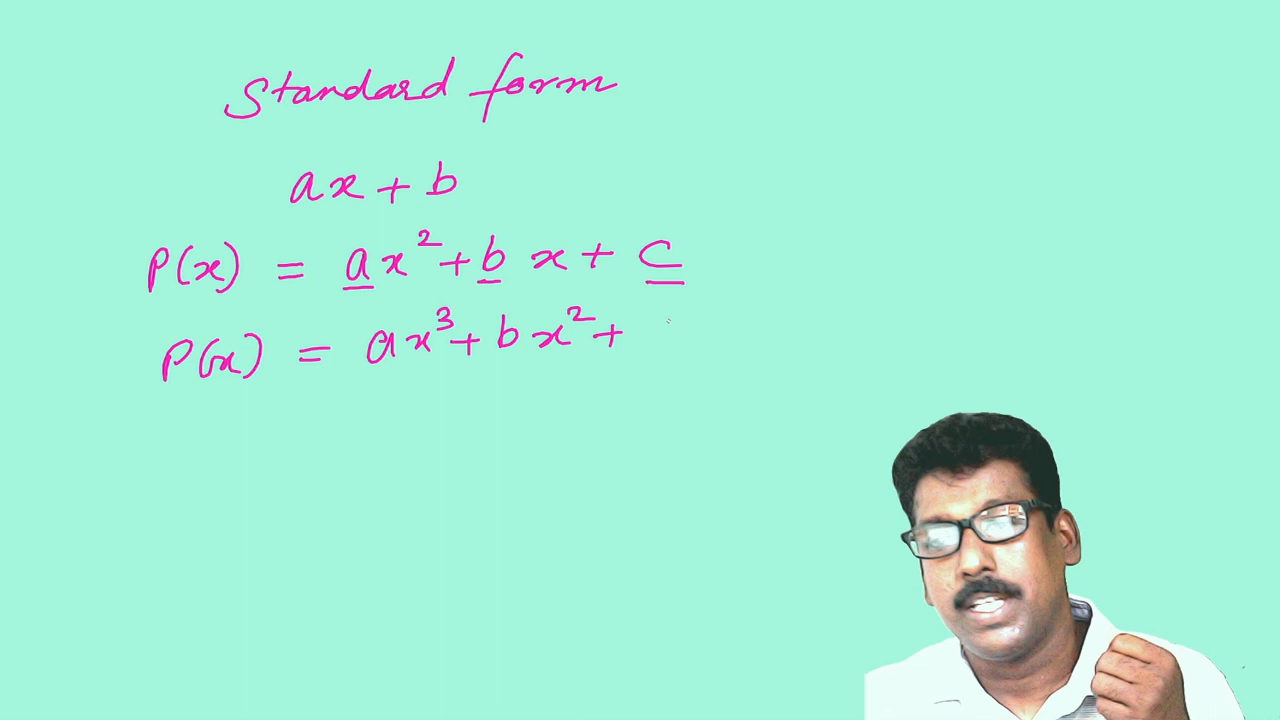 Standard form
ax + b
P(x) = ax² + bx + c
P(x) = ax³ + bx² +